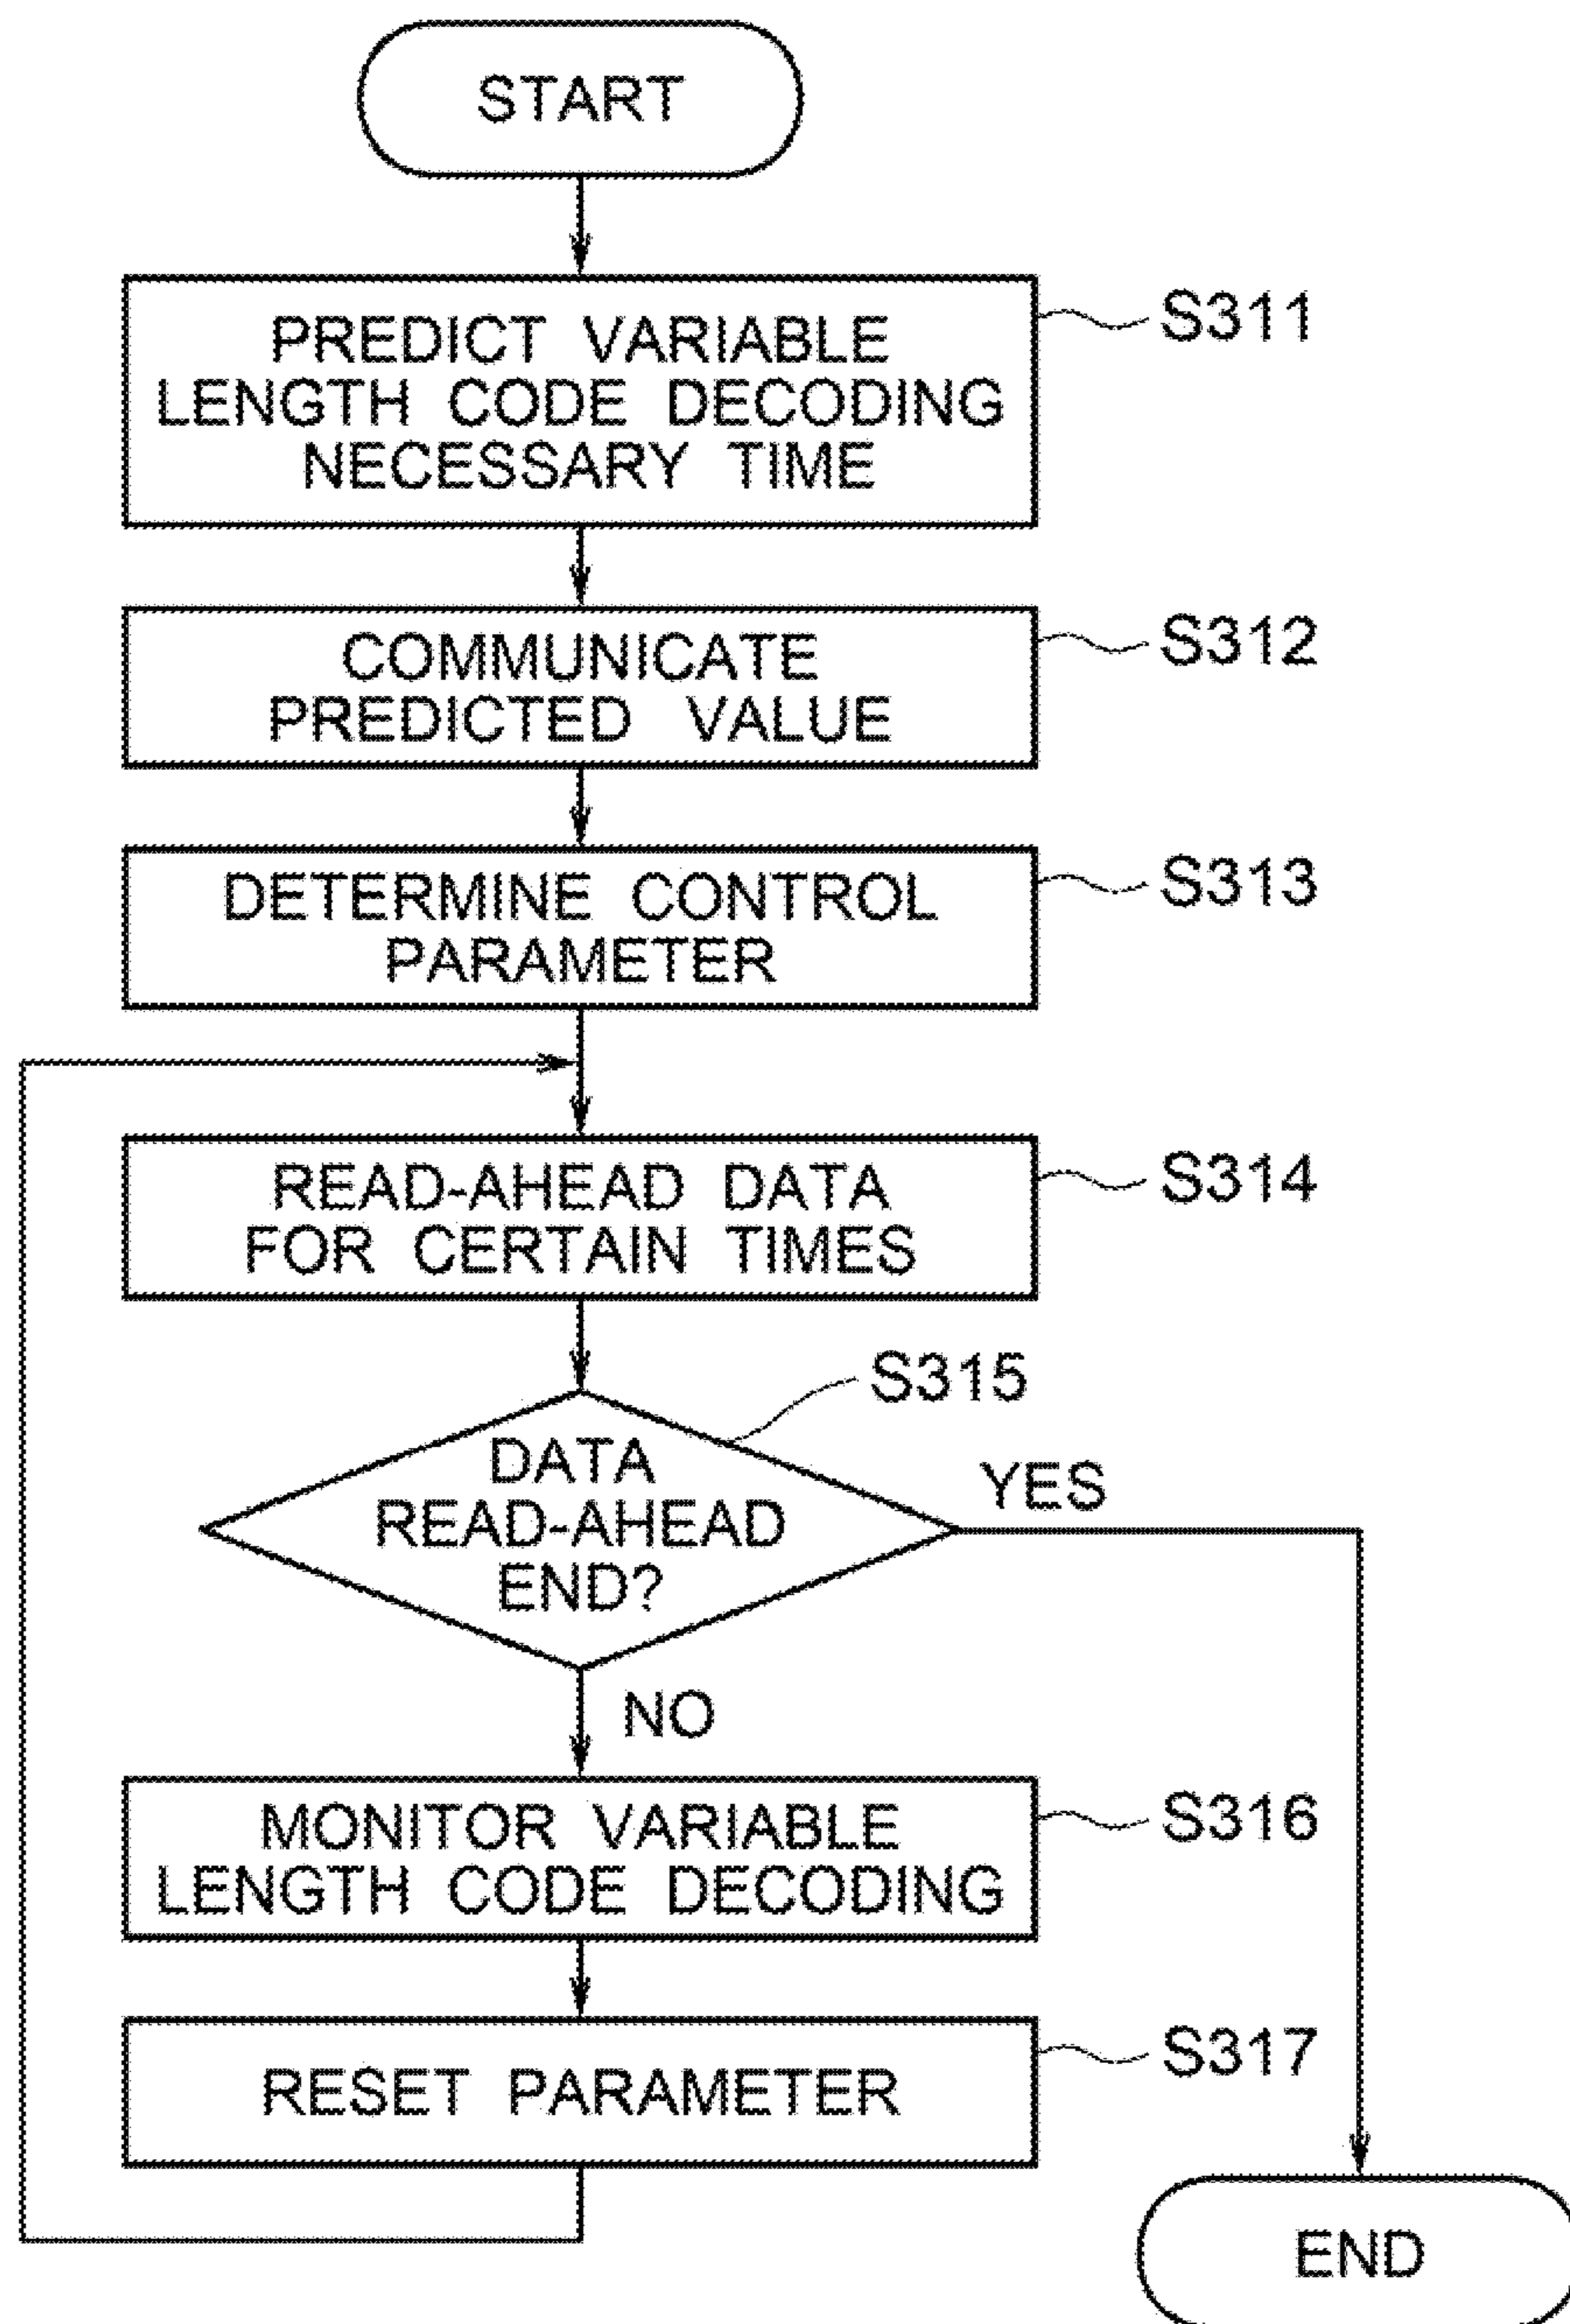 START
PREDICT VARIABLE
LENGTH CODE DECODING
NECESSARY TIME
S311
COMMUNICATE
PREDICTED VALUE
S312
DETERMINE CONTROL
PARAMETER
S313
READ-AHEAD DATA
FOR CERTAIN TIMES
S314
S315
DATA
READ-AHEAD
END?
YES
NO
MONITOR VARIABLE
LENGTH CODE DECODING
S316
RESET PARAMETER
S317
END